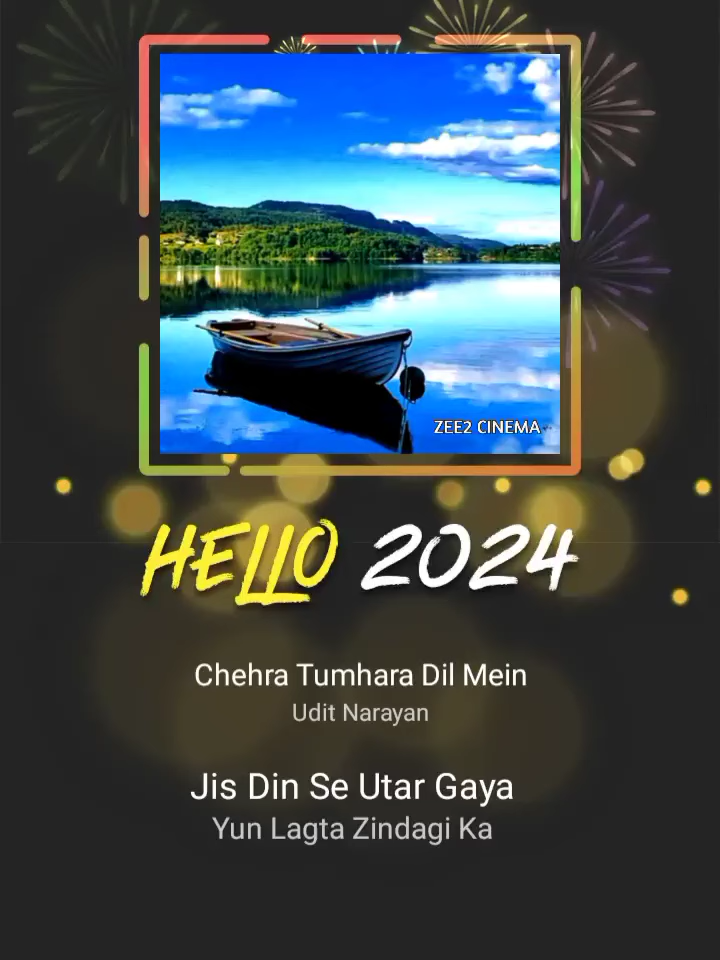 ZEE2 CINEMA
HELLO 2024
Chehra Tumhara Dil Mein
Udit Narayan
Jis Din Se Utar Gaya
Yun Lagta Zindagi Ka